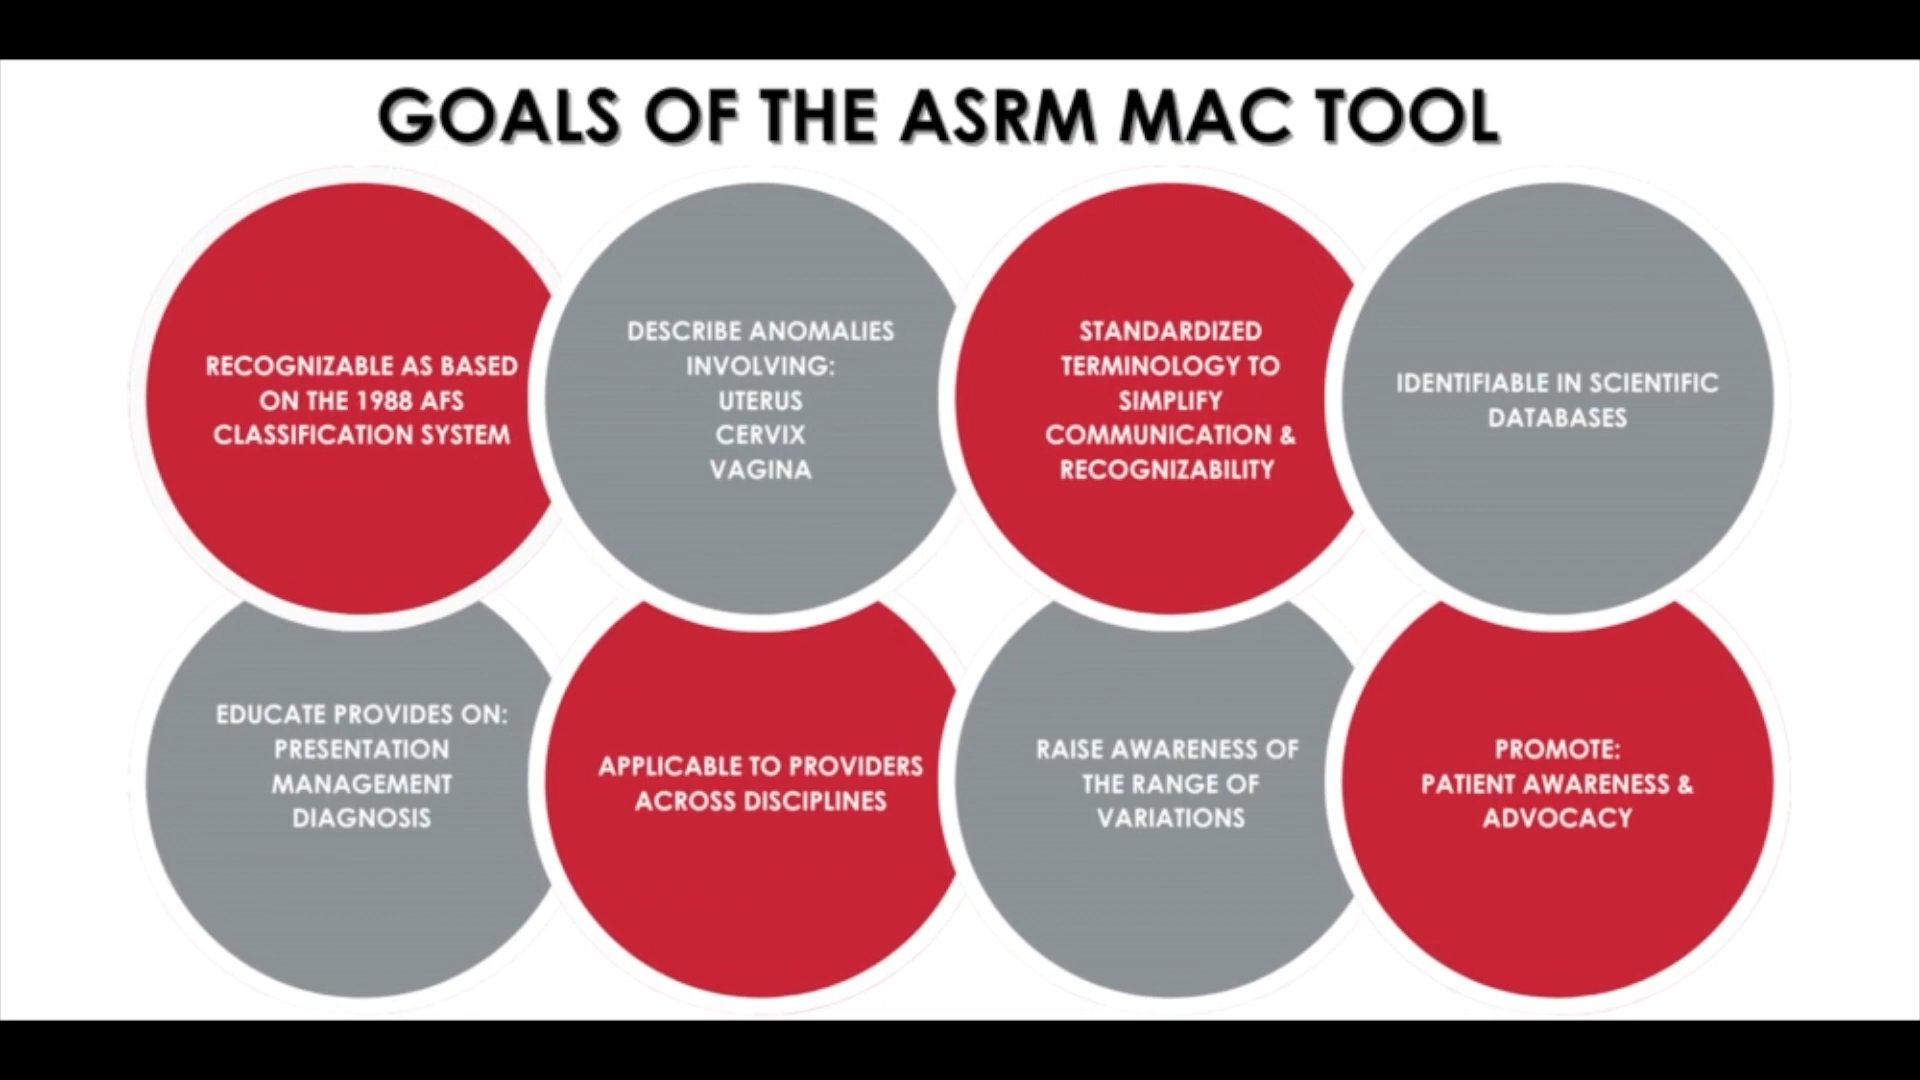 GOALS OF THE ASRM MAC TOOL
RECOGNIZABLE AS BASED
ON THE 1988 AFS
CLASSIFICATION SYSTEM
DESCRIBE ANOMALIES
INVOLVING:
UTERUS
CERVIX
VAGINA
STANDARDIZED
TERMINOLOGY TO
SIMPLIFY
COMMUNICATION &
RECOGNIZABILITY
IDENTIFIABLE IN SCIENTIFIC
DATABASES
EDUCATE PROVIDES ON:
PRESENTATION
MANAGEMENT
DIAGNOSIS
APPLICABLE TO PROVIDERS
ACROSS DISCIPLINES
RAISE AWARENESS OF
THE RANGE OF
VARIATIONS
PROMOTE:
PATIENT AWARENESS &
ADVOCACY